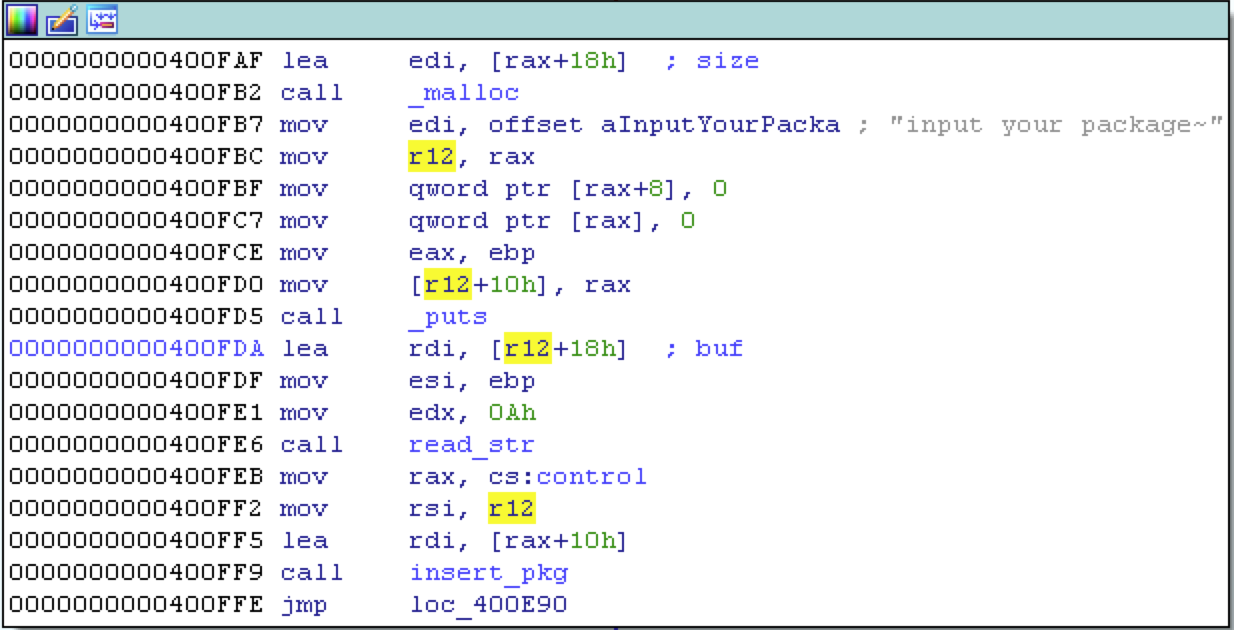 0000000000400FAF lea edi, [rax+18h] ; size
0000000000400FB2 call _malloc
0000000000400FB7 mov edi, offset aInputYourPacka ; "input your package~"
0000000000400FBC mov r12, rax
0000000000400FBF mov qword ptr [rax+8], 0
0000000000400FC7 mov qword ptr [rax], 0
0000000000400FCE mov eax, ebp
0000000000400FD0 mov [r12+10h], rax
0000000000400FD5 call _puts
0000000000400FDA lea rdi, [r12+18h] ; buf
0000000000400FDF mov esi, ebp
0000000000400FE1 mov edx, 0Ah
0000000000400FE6 call read_str
0000000000400FEB mov rax, cs:control
0000000000400FF2 mov rsi, r12
0000000000400FF5 lea rdi, [rax+10h]
0000000000400FF9 call insert_pkg
0000000000400FFE jmp loc_400E90